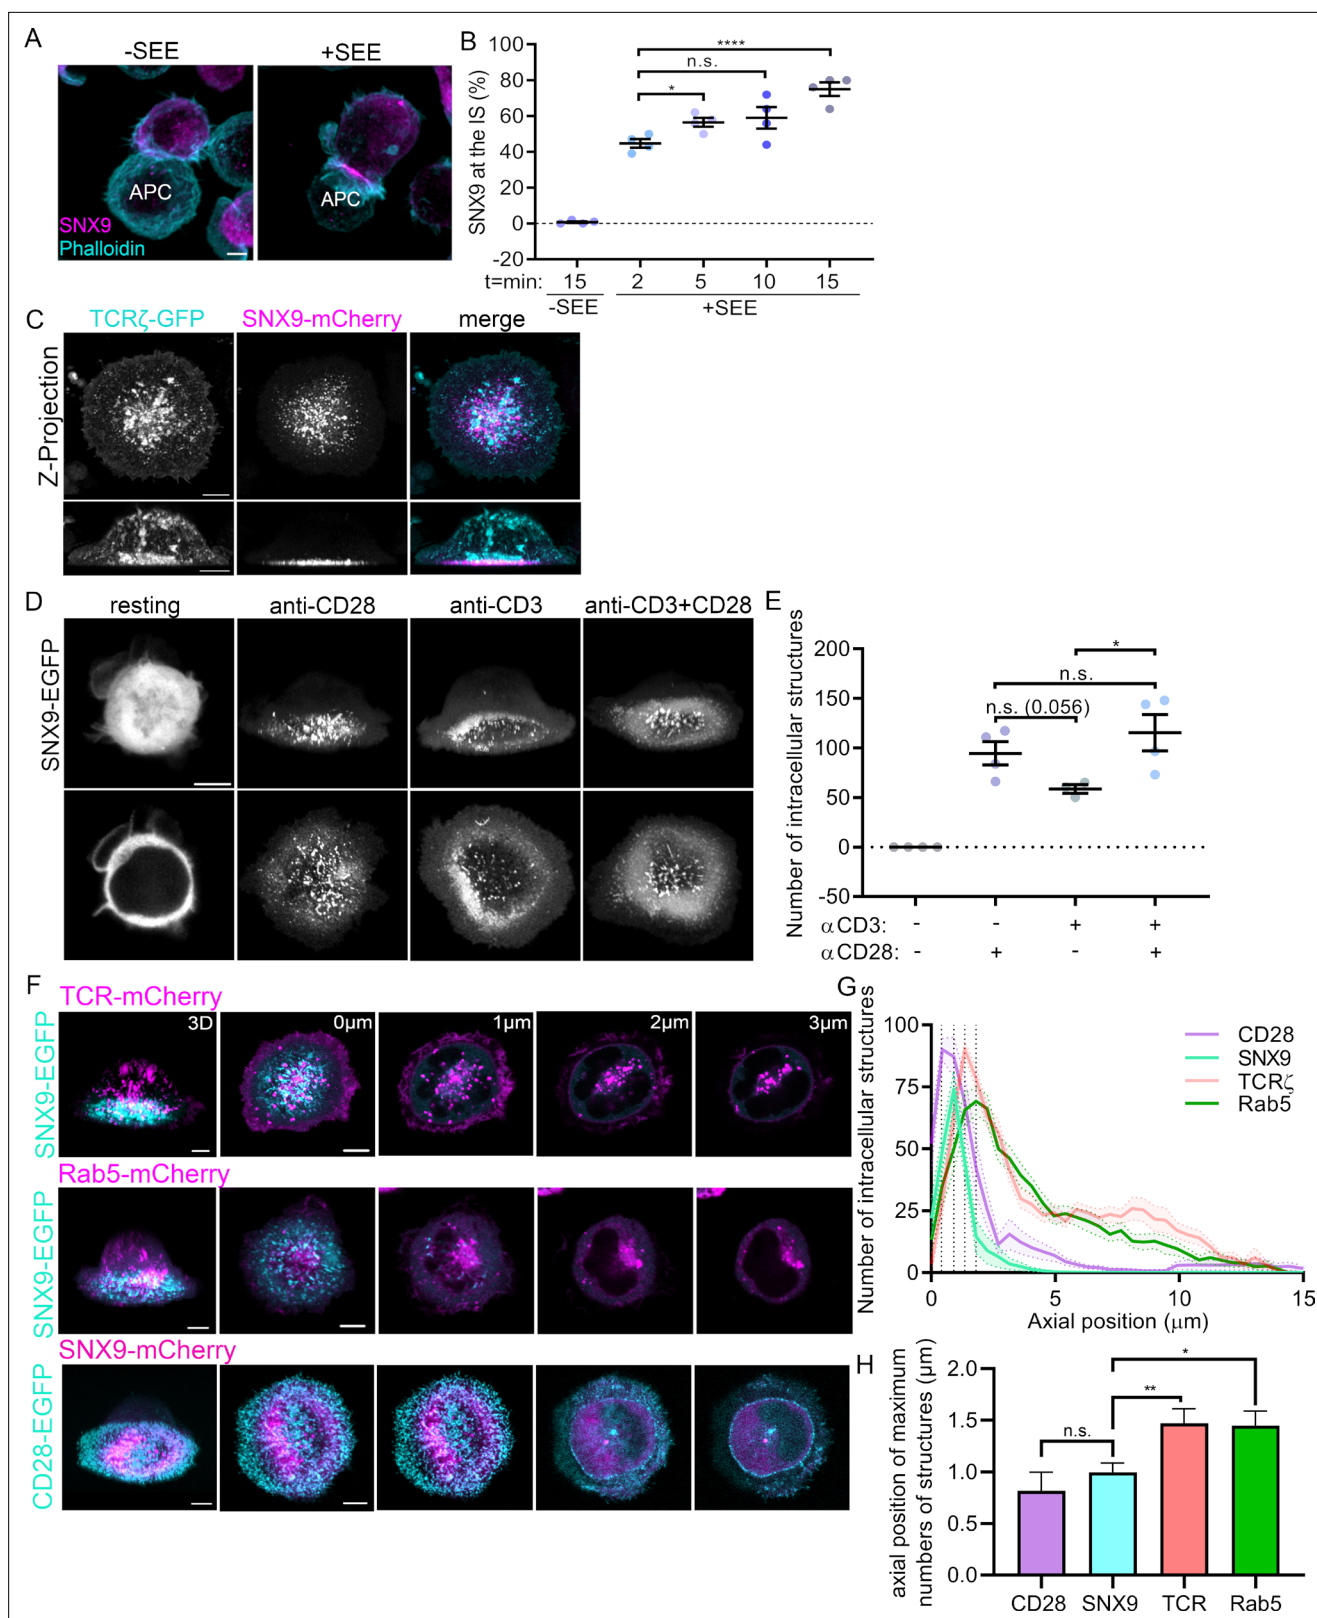 A
-SEE
+SEE
APC
SNX9
Phalloidin
APC
B
SNX9 at the IS (%)
100
80
60
40
20
0
-20
****
n.s.
*
t=min: 15 2 5 10 15
-SEE +SEE
C
TCRζ-GFP SNX9-mCherry merge
Z-Projection
D
resting anti-CD28 anti-CD3 anti-CD3+CD28
SNX9-EGFP
E
Number of intracellular structures
200
150
100
50
0
-50
*
n.s.
n.s. (0.056)
αCD3: - - + +
αCD28: - + - +
F
TCR-mCherry
SNX9-EGFP
3D 0µm 1µm 2µm 3µm
Rab5-mCherry
SNX9-EGFP
SNX9-mCherry
CD28-EGFP
G
Number of intracellular structures
100
75
50
25
0
CD28
SNX9
TCRζ
Rab5
0 5 10 15
Axial position (µm)
H
axial position of maximum
numbers of structures (µm)
2.0
1.5
1.0
0.5
0.0
*
**
n.s.
CD28 SNX9 TCR Rab5